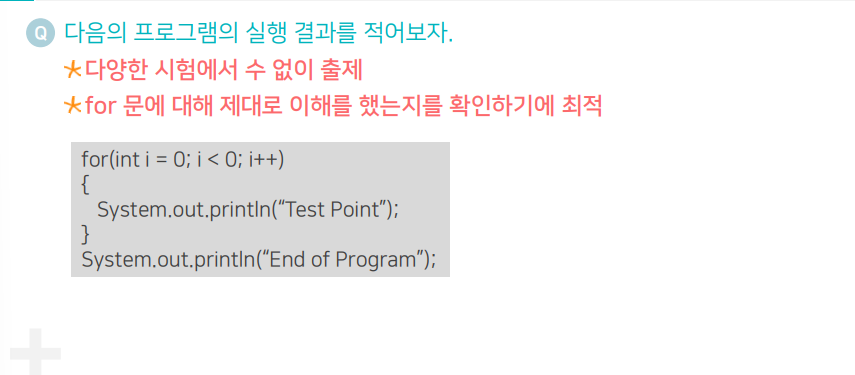 Q 다음의 프로그램의 실행 결과를 적어보자.
*다양한 시험에서 수 없이 출제
*for 문에 대해 제대로 이해를 했는지를 확인하기에 최적
for(int i = 0; i < 0; i++)
{
System.out.println(“Test Point”);
}
System.out.println(“End of Program”);